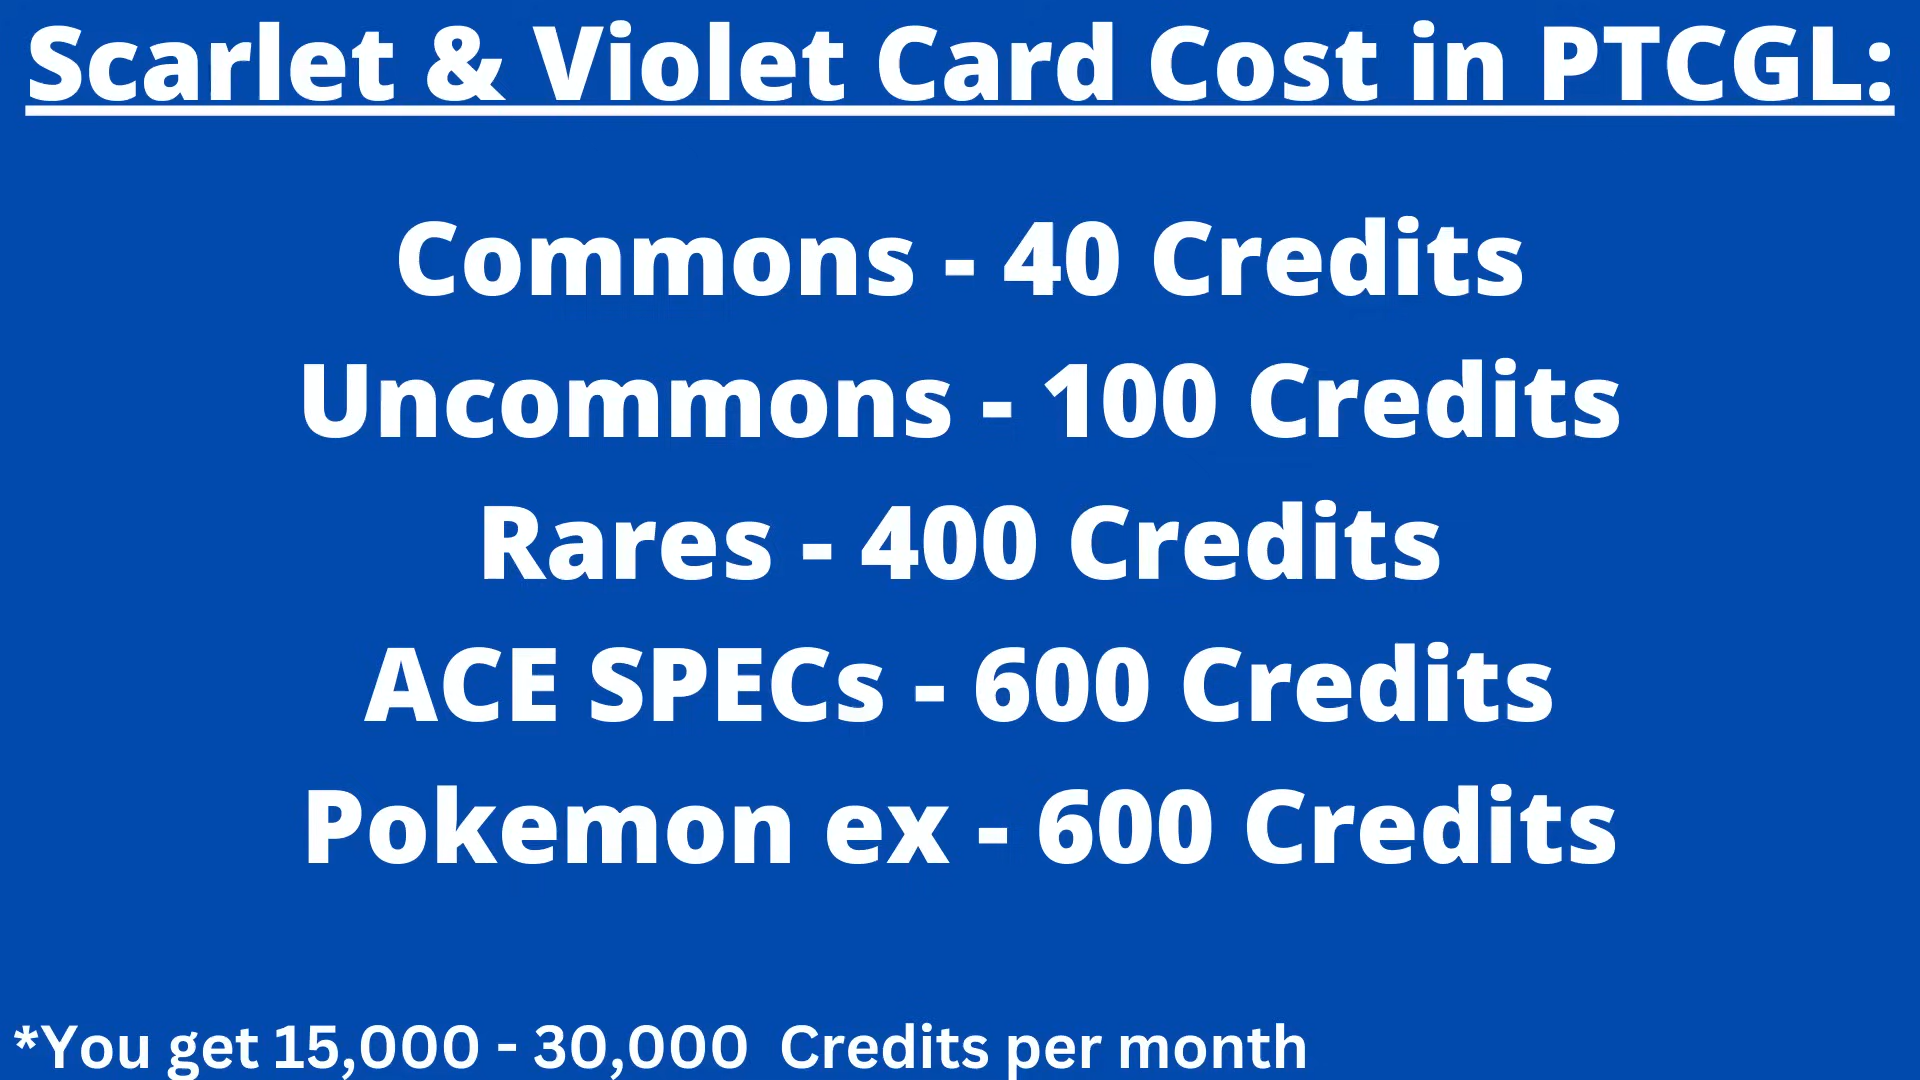 Scarlet & Violet Card Cost in PTCGL:
Commons - 40 Credits
Uncommons - 100 Credits
Rares - 400 Credits
ACE SPECs - 600 Credits
Pokemon ex - 600 Credits
*You get 15,000 - 30,000 Credits per month